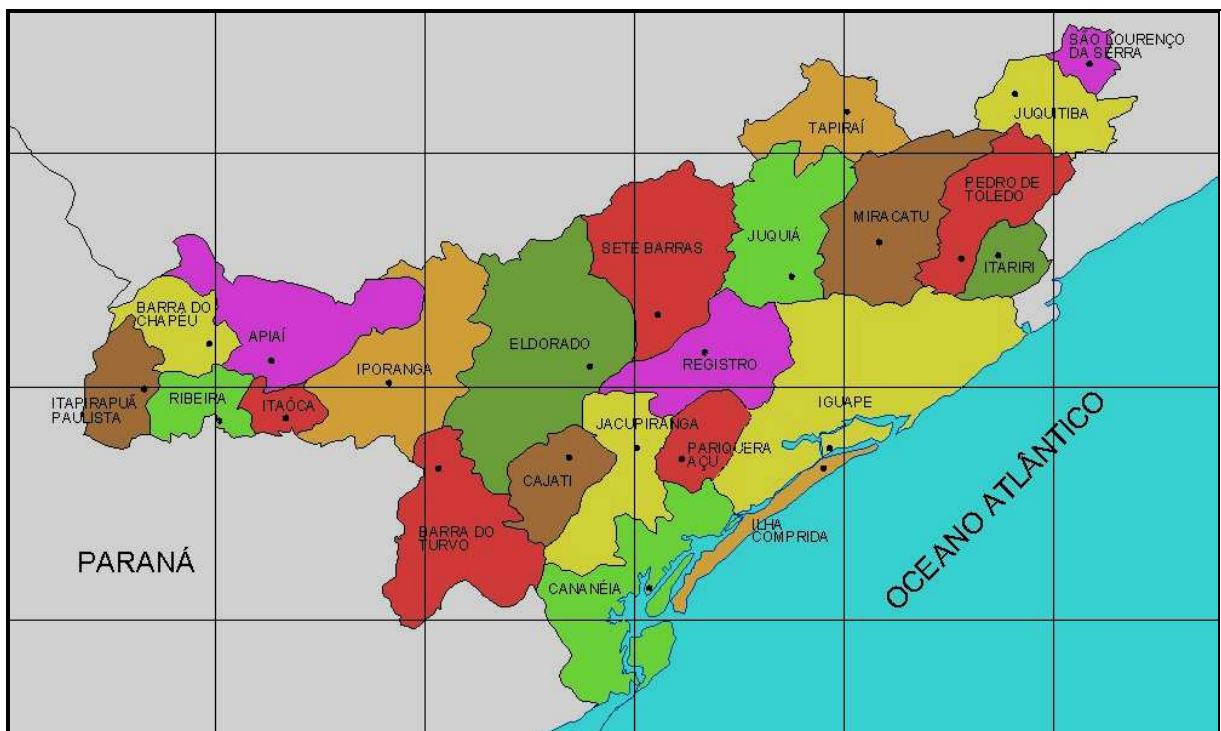 SÃO LOURENÇO
DA SERRA
JUQUITIBA
TAPIRAÍ
PEDRO DE
TOLEDO
MIRACATU
JUQUIÁ
SETE BARRAS
ITARIRI
BARRA DO
CHAPÉU
APIAÍ
ELDORADO
IPORANGA
REGISTRO
ITAPIRAPUÃ
PAULISTA
RIBEIRA
ITAÓCA
IGUAPE
JACUPIRANGA
PARIQUERA
AÇU
CAJATI
BARRA DO
TURVO
ILHA
COMPRIDA
CANANÉIA
PARANÁ
OCEANO ATLÂNTICO